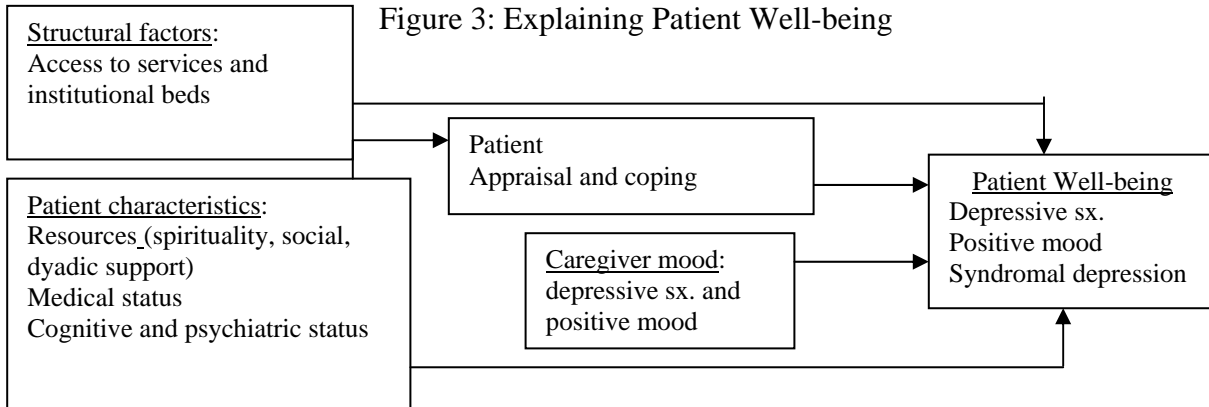 Figure 3: Explaining Patient Well-being
Structural factors:
Access to services and
institutional beds
Patient
Appraisal and coping
Patient characteristics:
Resources (spirituality, social,
dyadic support)
Medical status
Cognitive and psychiatric status
Caregiver mood:
depressive sx. and
positive mood
Patient Well-being
Depressive sx.
Positive mood
Syndromal depression